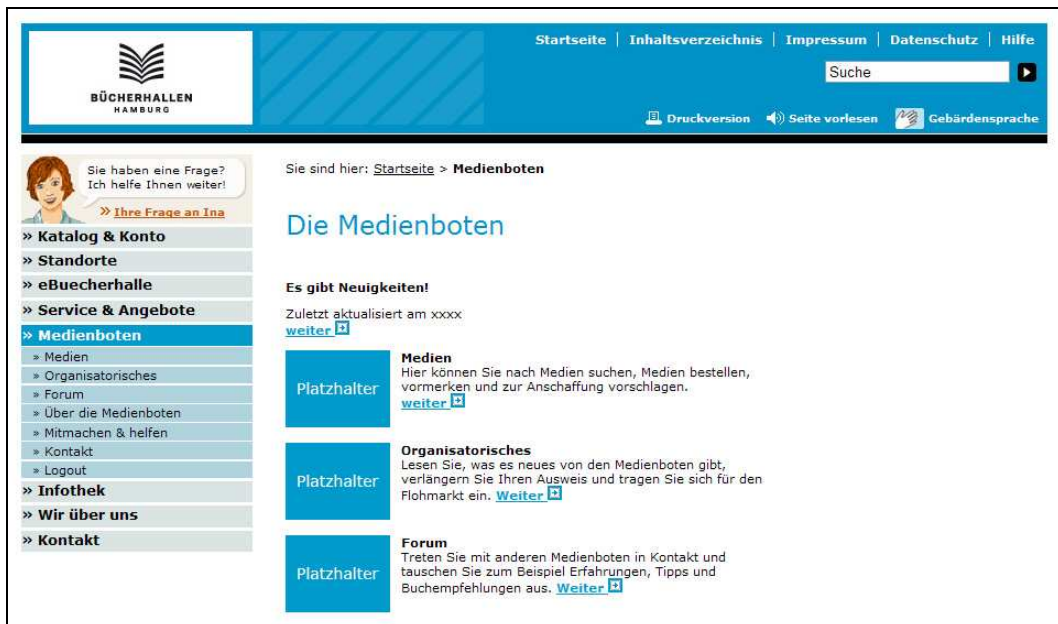 BÜCHERHALLEN
HAMBURG
Startseite | Inhaltsverzeichnis | Impressum | Datenschutz | Hilfe
Suche
Druckversion Seite vorlesen Gebärdensprache
Sie haben eine Frage?
Ich helfe Ihnen weiter!
» Ihre Frage an Ina
» Katalog & Konto
» Standorte
» eBuecherhalle
» Service & Angebote
» Medienboten
» Medien
» Organisatorisches
» Forum
» Über die Medienboten
» Mitmachen & helfen
» Kontakt
» Logout
» Infothek
» Wir über uns
» Kontakt
Sie sind hier: Startseite > Medienboten
Die Medienboten
Es gibt Neuigkeiten!
Zuletzt aktualisiert am xxxx
weiter
Platzhalter
Medien
Hier können Sie nach Medien suchen, Medien bestellen,
vormerken und zur Anschaffung vorschlagen.
weiter
Platzhalter
Organisatorisches
Lesen Sie, was es neues von den Medienboten gibt,
verlängern Sie Ihren Ausweis und tragen Sie sich für den
Flohmarkt ein. Weiter
Platzhalter
Forum
Treten Sie mit anderen Medienboten in Kontakt und
tauschen Sie zum Beispiel Erfahrungen, Tipps und
Buchempfehlungen aus. Weiter